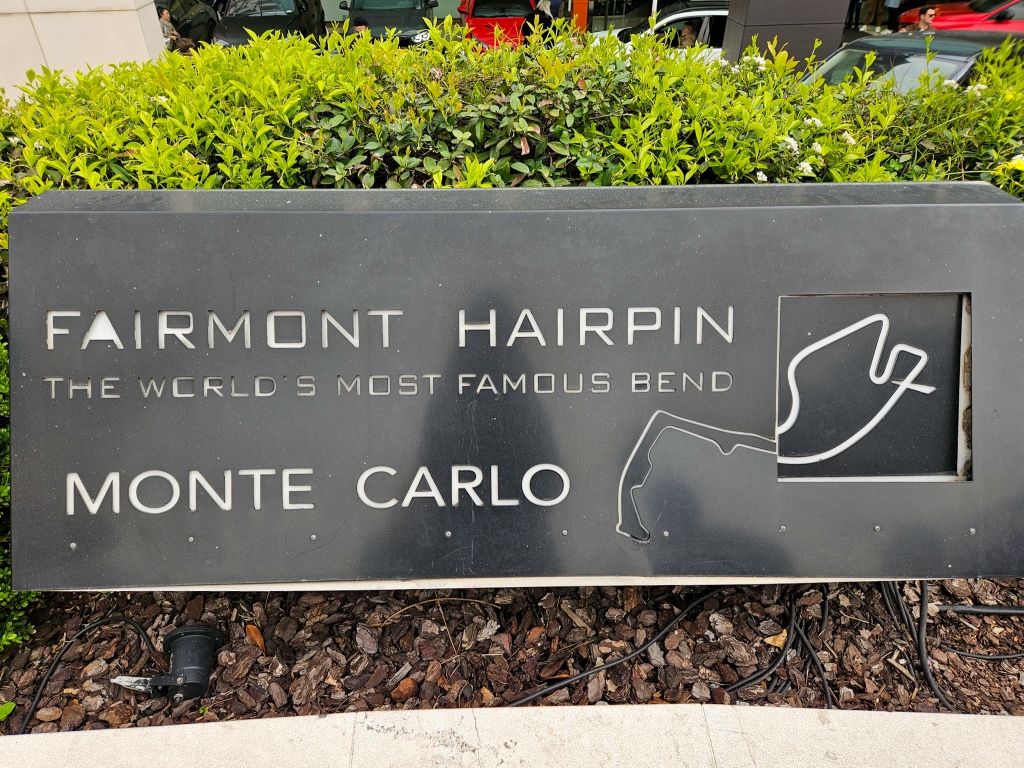 FAIRMONT HAIRPIN
THE WORLD'S MOST FAMOUS BEND
MONTE CARLO